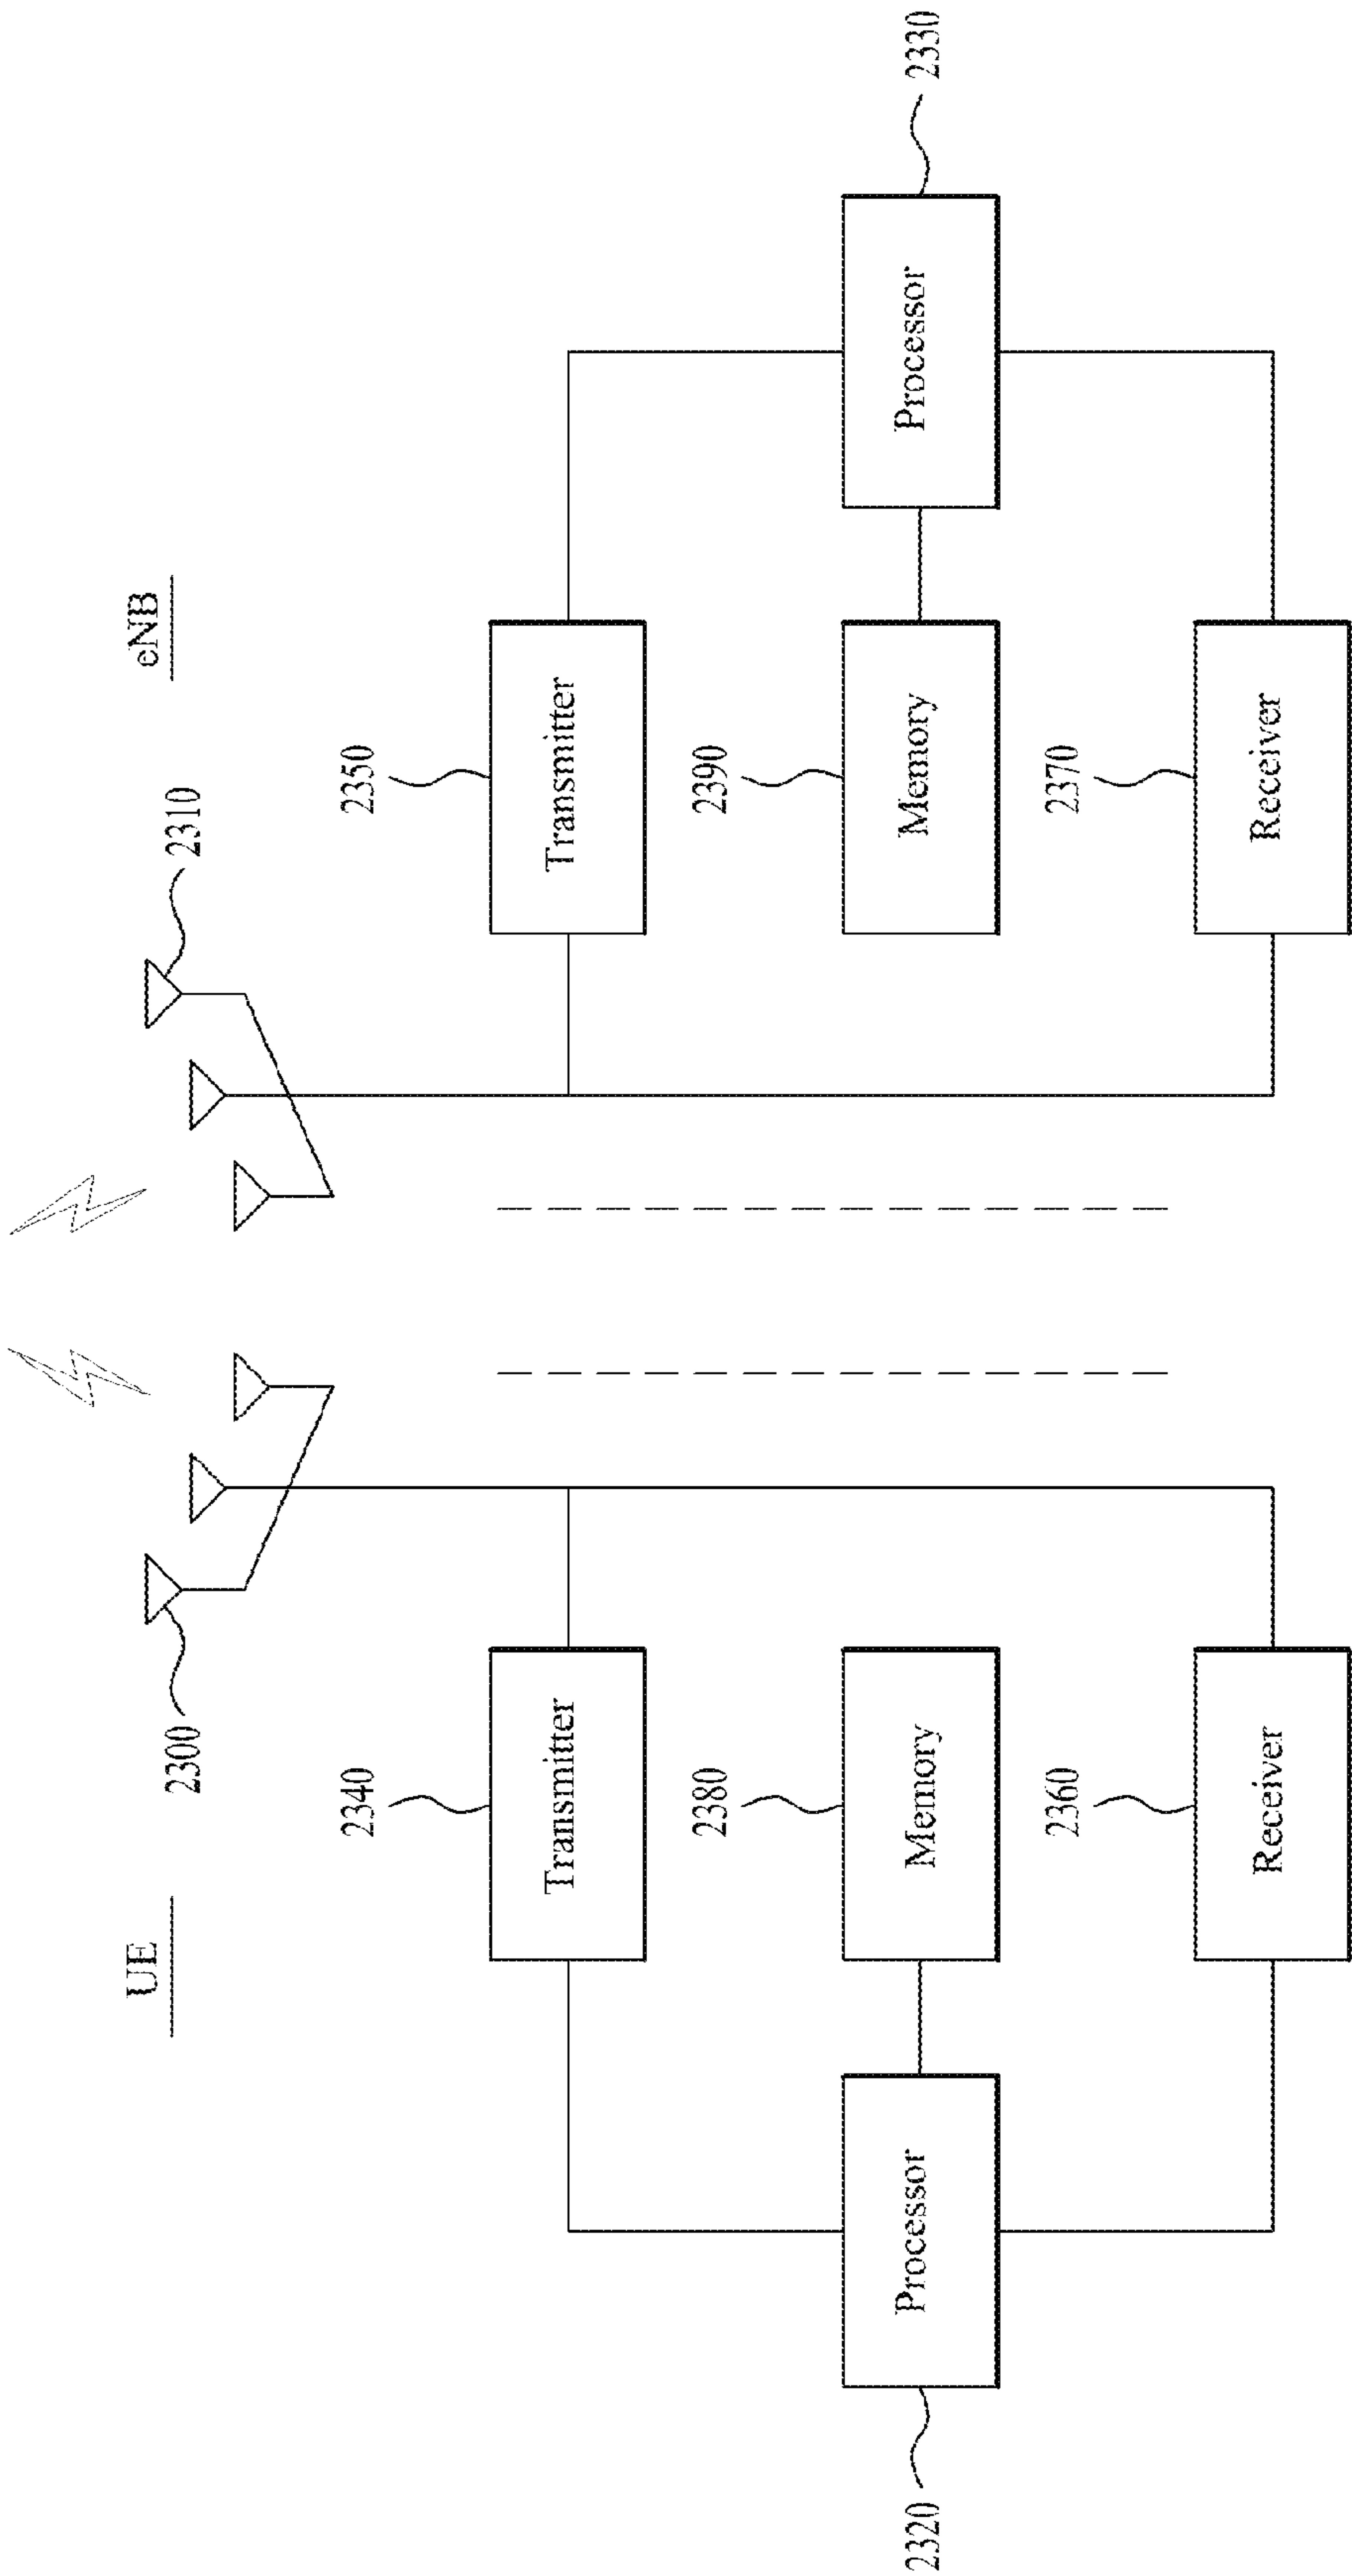 UE
eNB
2300
2310
2340
Transmitter
2350
Transmitter
2320
Processor
2380
Memory
2390
Memory
Processor
2330
2360
Receiver
2370
Receiver